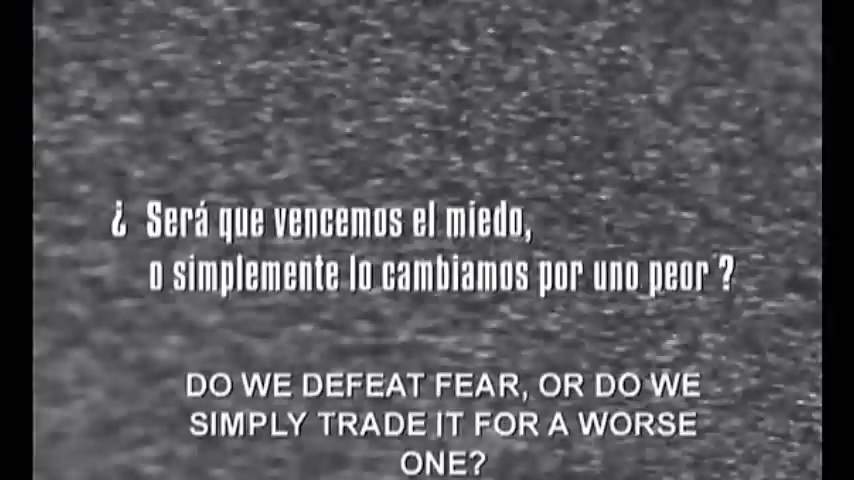 ¿ Será que vencemos el miedo,
o simplemente lo cambiamos por uno peor ?
DO WE DEFEAT FEAR, OR DO WE
SIMPLY TRADE IT FOR A WORSE
ONE?